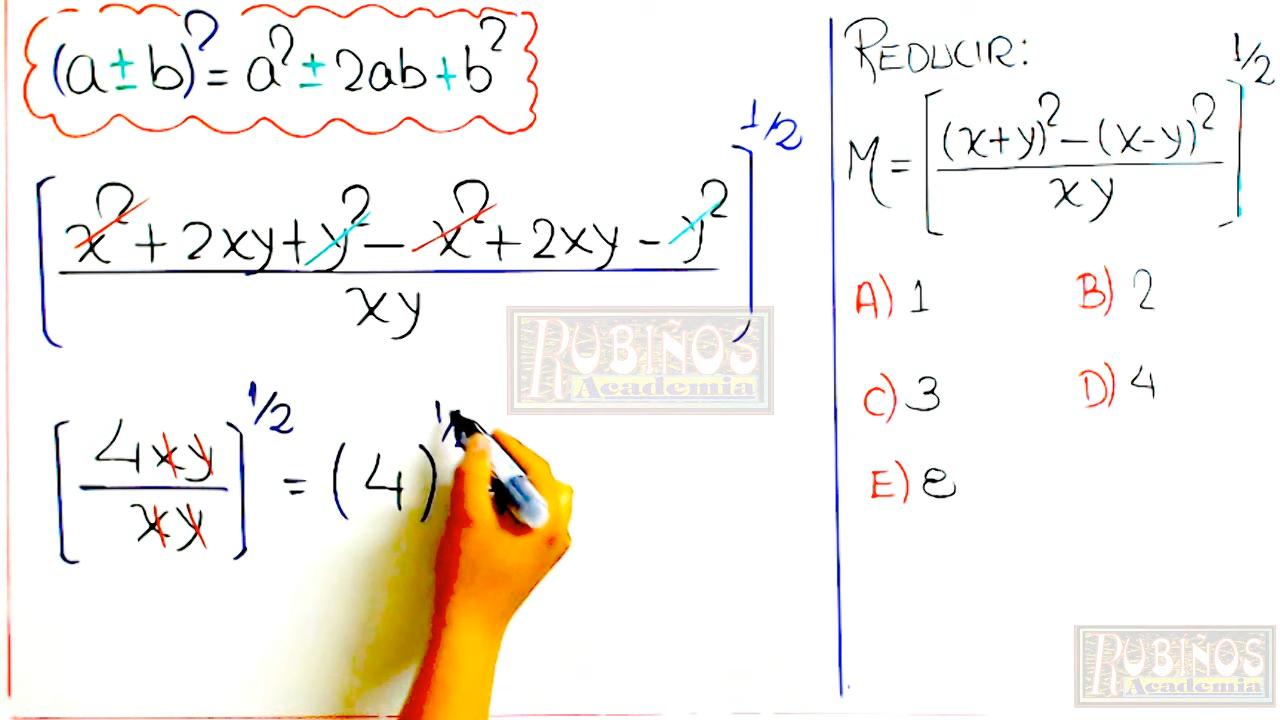 (a ± b)² = a² ± 2ab + b²
[x² + 2xy + y² - x² + 2xy - y² / xy]^1/2
[4xy / xy]^1/2 = (4)^1/
REDUCIR:
M = [(x+y)² - (x-y)² / xy]^1/2
A) 1 B) 2
C) 3 D) 4
E) 8
RUBIÑOS
Academia
RUBIÑOS
Academia